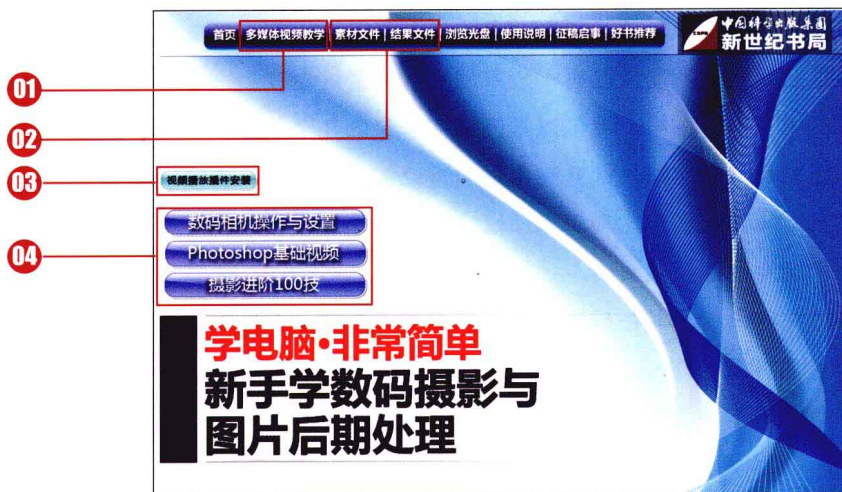 首页 | 多媒体视频教学 | 素材文件 | 结果文件 | 浏览光盘 | 使用说明 | 征稿启事 | 好书推荐
中国科学出版集团
新世纪书局
01
02
03
视频播放插件安装
04
数码相机操作与设置
Photoshop基础视频
摄影进阶100技
学电脑·非常简单
新手学数码摄影与
图片后期处理